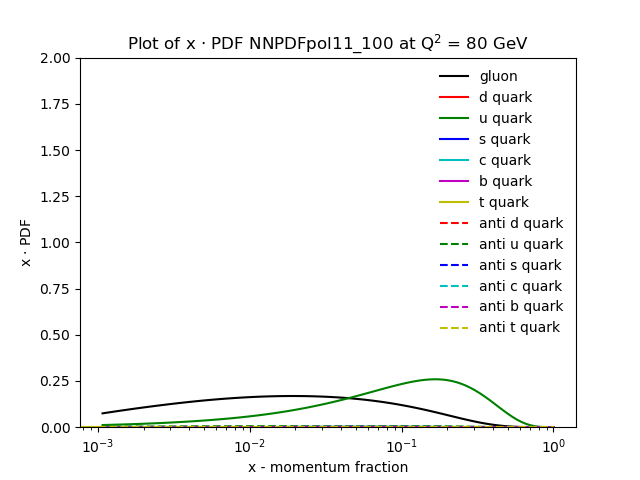 Plot of x · PDF NNPDFpol11_100 at Q² = 80 GeV
2.00
1.75
1.50
1.25
1.00
0.75
0.50
0.25
0.00
x · PDF
gluon
d quark
u quark
s quark
c quark
b quark
t quark
anti d quark
anti u quark
anti s quark
anti c quark
anti b quark
anti t quark
10⁻³ 10⁻² 10⁻¹ 10⁰
x - momentum fraction